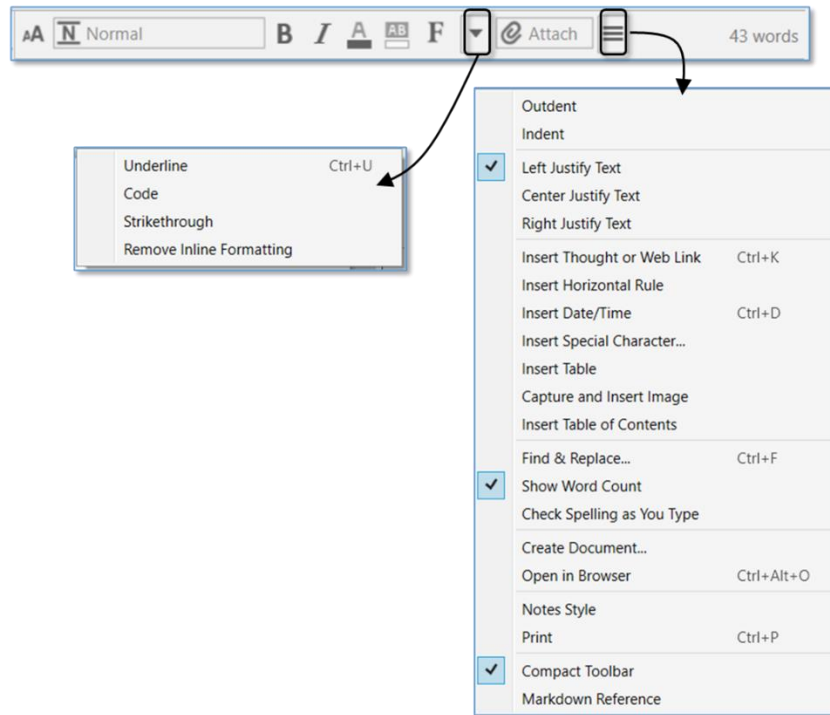 AA N Normal B I A AB F Attach 43 words
Underline Ctrl+U
Code
Strikethrough
Remove Inline Formatting
Outdent
Indent
Left Justify Text
Center Justify Text
Right Justify Text
Insert Thought or Web Link Ctrl+K
Insert Horizontal Rule
Insert Date/Time Ctrl+D
Insert Special Character...
Insert Table
Capture and Insert Image
Insert Table of Contents
Find & Replace... Ctrl+F
Show Word Count
Check Spelling as You Type
Create Document...
Open in Browser Ctrl+Alt+O
Notes Style
Print Ctrl+P
Compact Toolbar
Markdown Reference